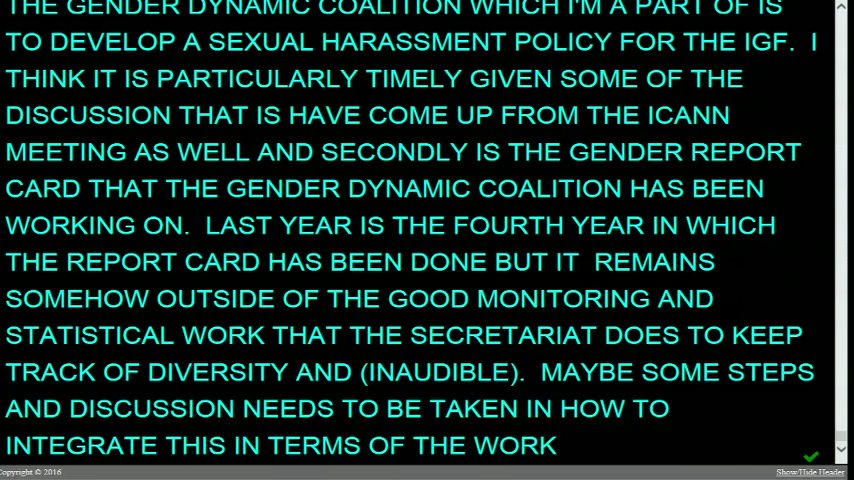 THE GENDER DYNAMIC COALITION WHICH I'M A PART OF IS
TO DEVELOP A SEXUAL HARASSMENT POLICY FOR THE IGF. I
THINK IT IS PARTICULARLY TIMELY GIVEN SOME OF THE
DISCUSSION THAT IS HAVE COME UP FROM THE ICANN
MEETING AS WELL AND SECONDLY IS THE GENDER REPORT
CARD THAT THE GENDER DYNAMIC COALITION HAS BEEN
WORKING ON. LAST YEAR IS THE FOURTH YEAR IN WHICH
THE REPORT CARD HAS BEEN DONE BUT IT REMAINS
SOMEHOW OUTSIDE OF THE GOOD MONITORING AND
STATISTICAL WORK THAT THE SECRETARIAT DOES TO KEEP
TRACK OF DIVERSITY AND (INAUDIBLE). MAYBE SOME STEPS
AND DISCUSSION NEEDS TO BE TAKEN IN HOW TO
INTEGRATE THIS IN TERMS OF THE WORK
Copyright © 2016 Show/Hide Header